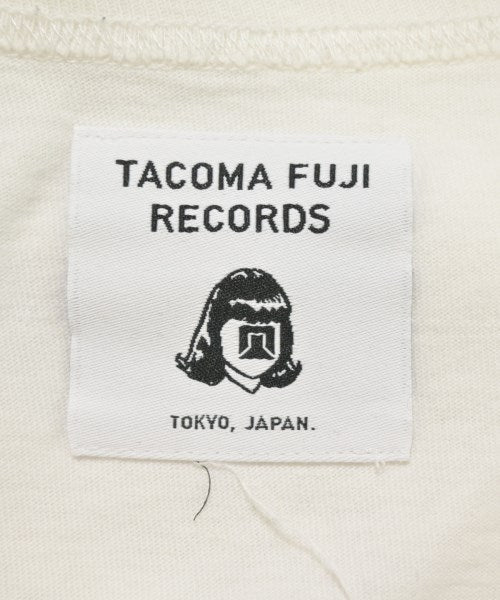 TACOMA FUJI
RECORDS
TOKYO, JAPAN.